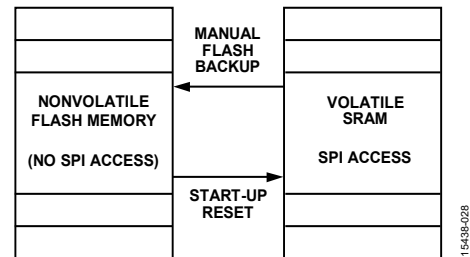 MANUAL
FLASH
BACKUP
NONVOLATILE
FLASH MEMORY
(NO SPI ACCESS)
VOLATILE
SRAM
SPI ACCESS
START-UP
RESET
15438-028